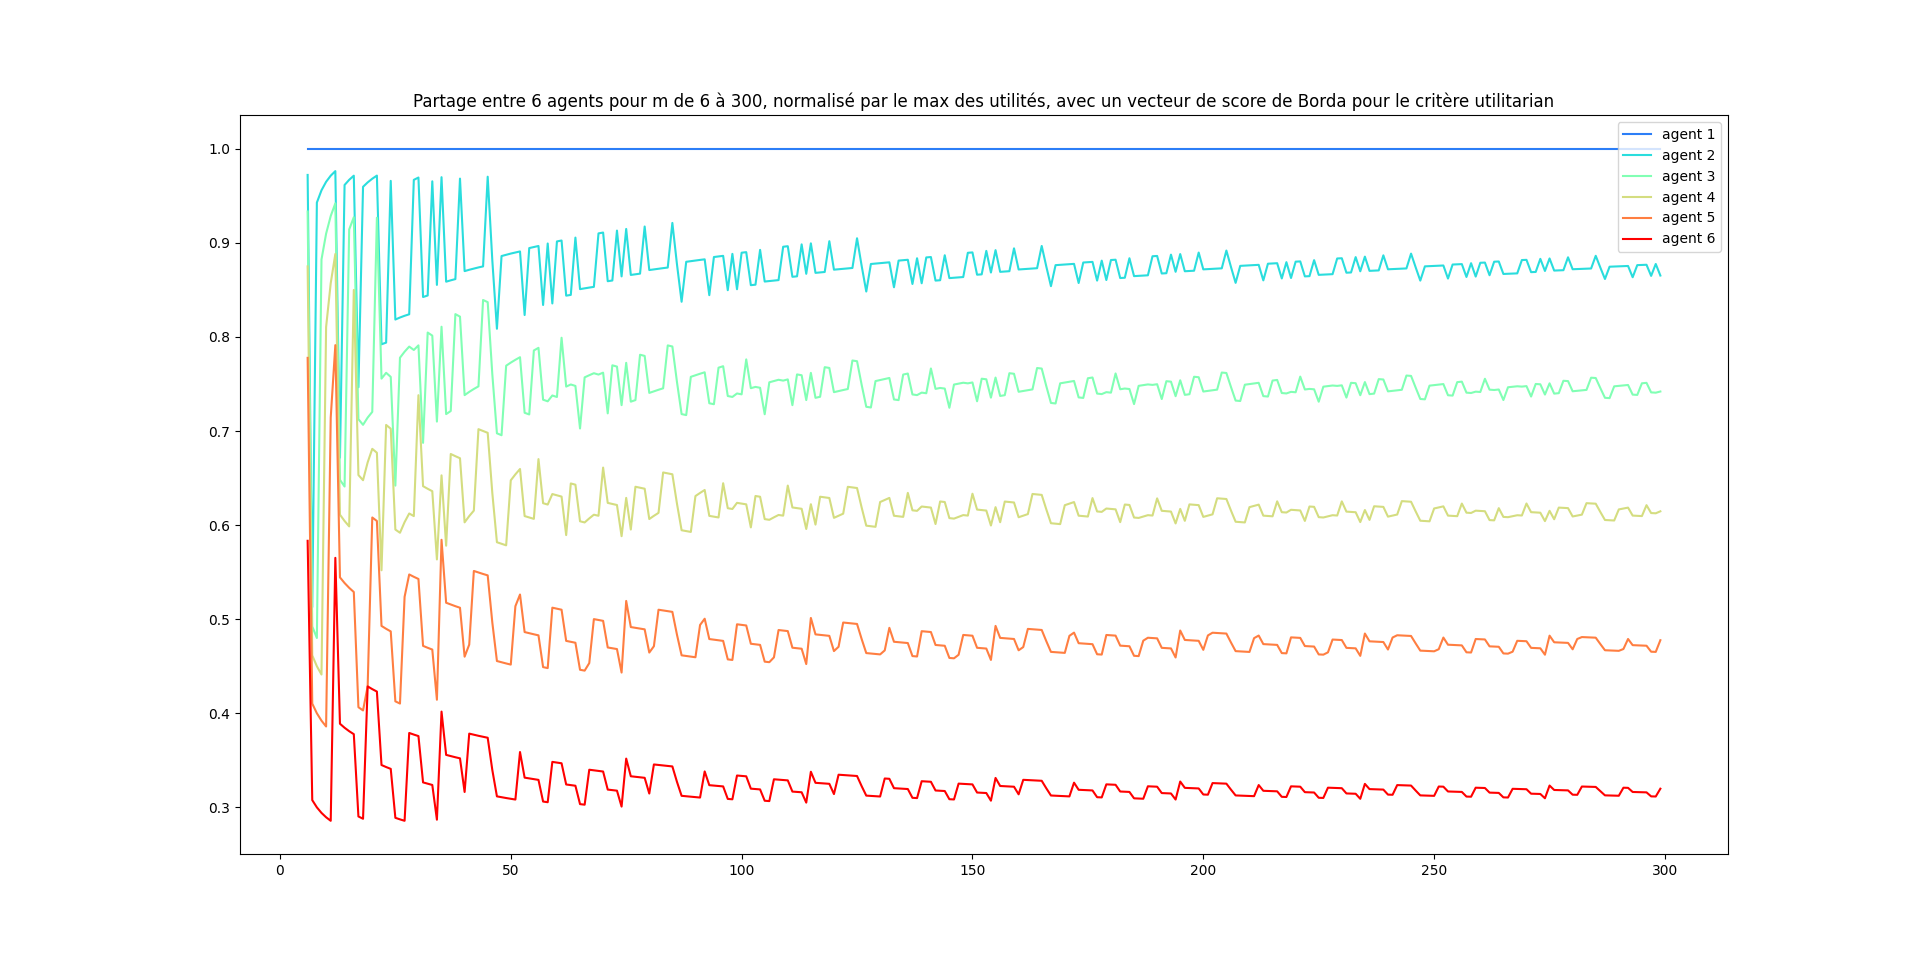 Partage entre 6 agents pour m de 6 à 300, normalisé par le max des utilités, avec un vecteur de score de Borda pour le critère utilitarian
agent 1
agent 2
agent 3
agent 4
agent 5
agent 6
1.0
0.9
0.8
0.7
0.6
0.5
0.4
0.3
0 50 100 150 200 250 300